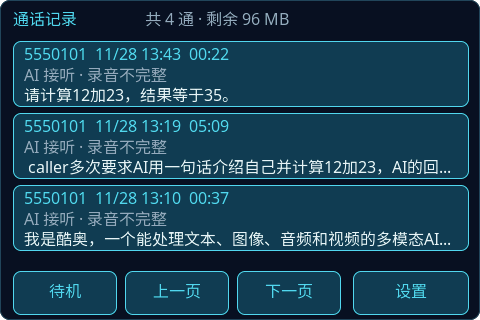 通话记录 共 4 通 · 剩余 96 MB
5550101 11/28 13:43 00:22
AI 接听 · 录音不完整
请计算12加23，结果等于35。
5550101 11/28 13:19 05:09
AI 接听 · 录音不完整
caller多次要求AI用一句话介绍自己并计算12加23，AI的回...
5550101 11/28 13:10 00:37
AI 接听 · 录音不完整
我是酷奥，一个能处理文本、图像、音频和视频的多模态AI...
待机 上一页 下一页 设置